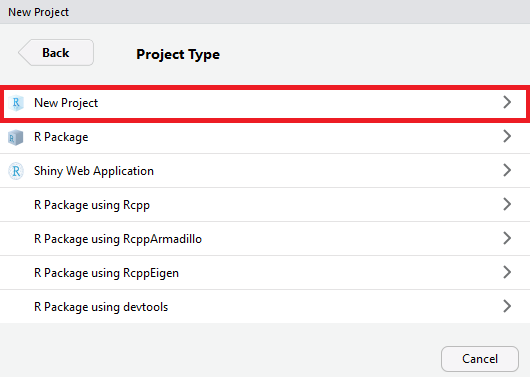 New Project
Back
Project Type
New Project
R Package
Shiny Web Application
R Package using Rcpp
R Package using RcppArmadillo
R Package using RcppEigen
R Package using devtools
Cancel